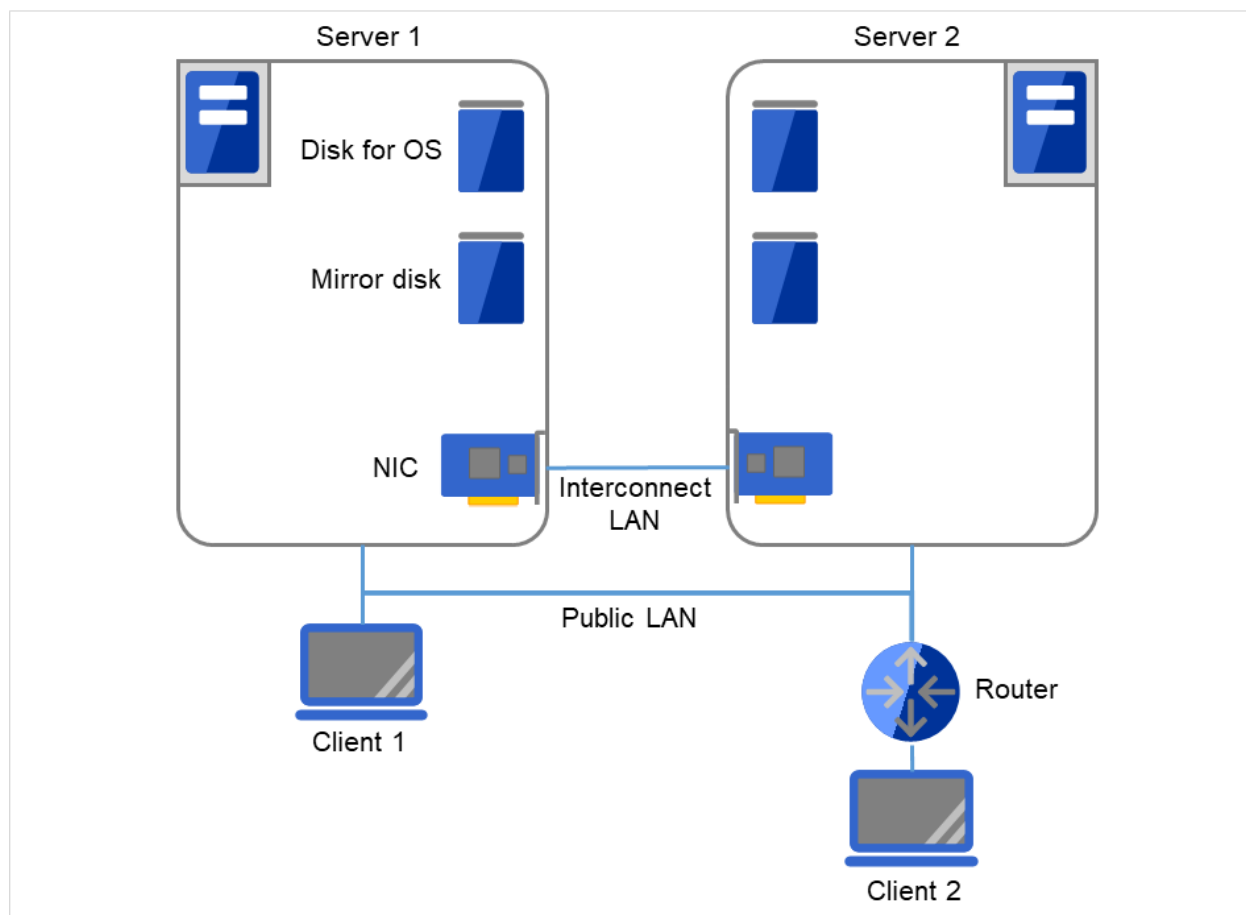 Server 1
Server 2
Disk for OS
Mirror disk
NIC
Interconnect
LAN
Public LAN
Router
Client 1
Client 2